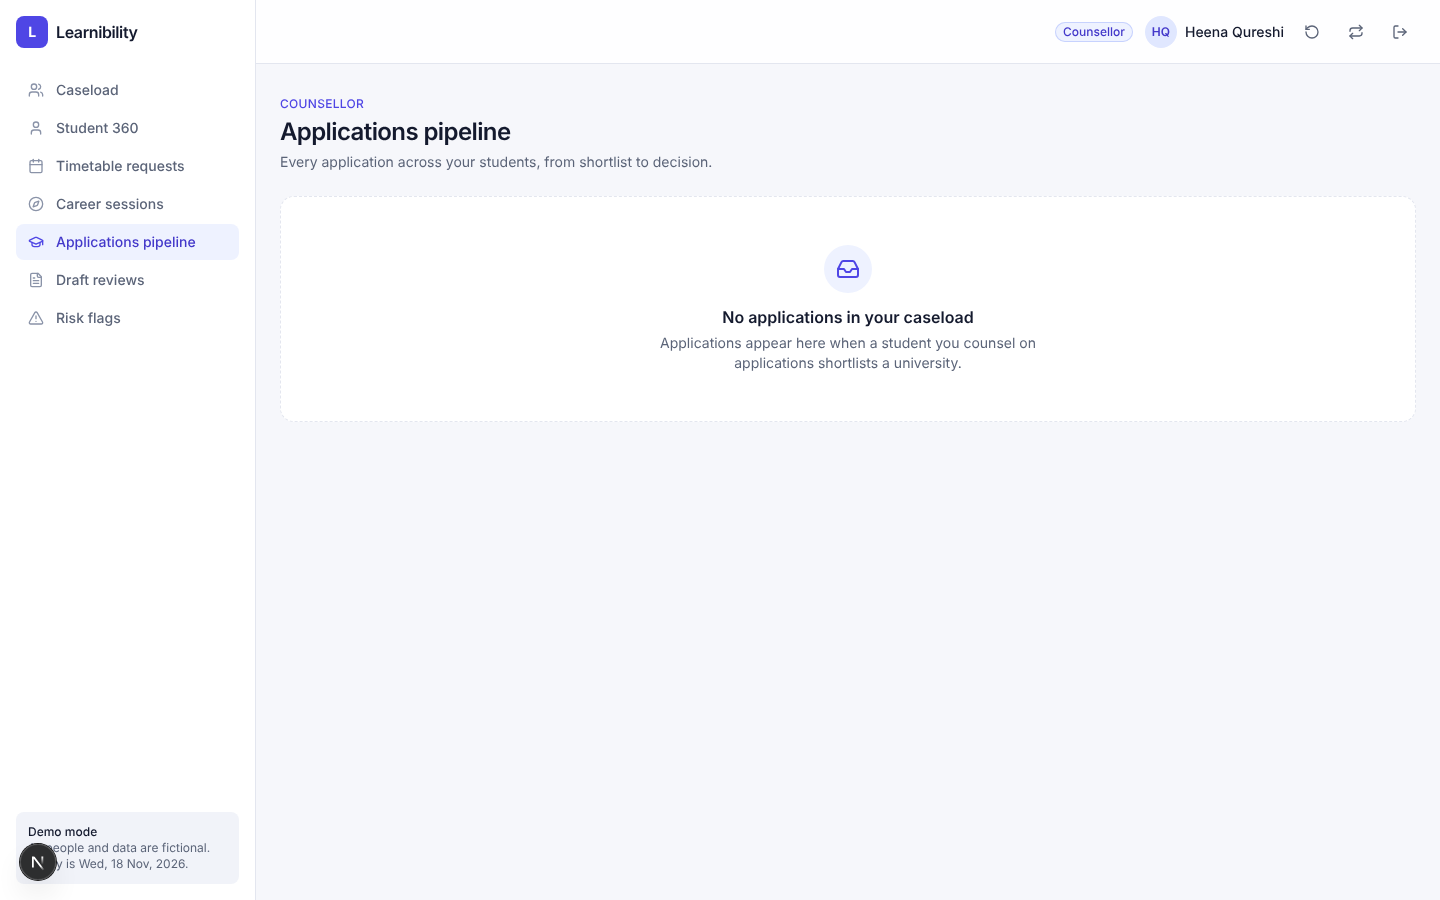 L Learnibility
Counsellor HQ Heena Qureshi
Caseload
Student 360
Timetable requests
Career sessions
Applications pipeline
Draft reviews
Risk flags
COUNSELLOR
Applications pipeline
Every application across your students, from shortlist to decision.
No applications in your caseload
Applications appear here when a student you counsel on
applications shortlists a university.
Demo mode
people and data are fictional.
is Wed, 18 Nov, 2026.
N